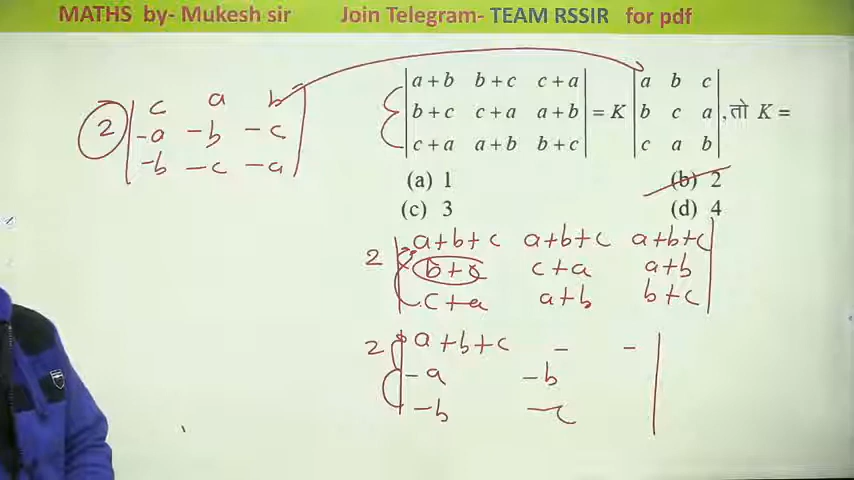 MATHS by- Mukesh sir Join Telegram- TEAM RSSIR for pdf
| a + b b + c c + a |
| b + c c + a a + b | = K
| c + a a + b b + c |
| a b c |
| b c a | , तो K =
| c a b |
(a) 1 (b) 2
(c) 3 (d) 4
2 | c a b |
| -a -b -c |
| -b -c -a |
2 | a+b+c a+b+c a+b+c |
| b+c c+a a+b |
| c+a a+b b+c |
2 | a+b+c - - |
| -a -b |
| -b -c |